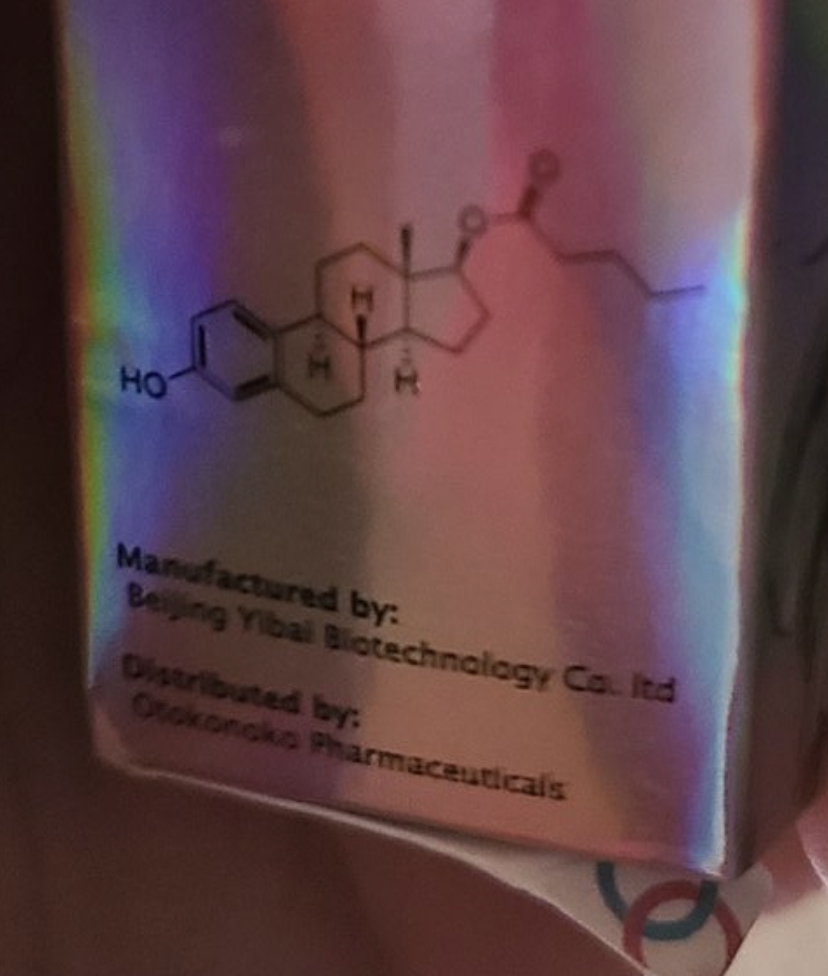 O
O
H
H
H
HO
Manufactured by:
Beijing Yibai Biotechnology Co. ltd
Distributed by:
Otokonoko Pharmaceuticals